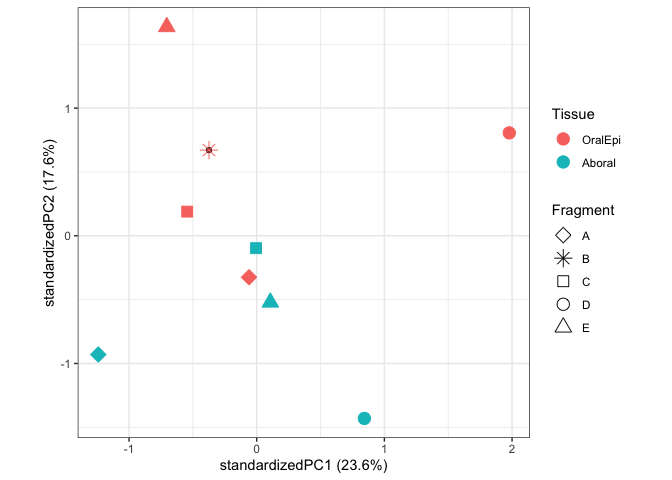 standardizedPC2 (17.6%)
1
0
-1
-1
0
1
2
standardizedPC1 (23.6%)
Tissue
OralEpi
Aboral
Fragment
A
B
C
D
E